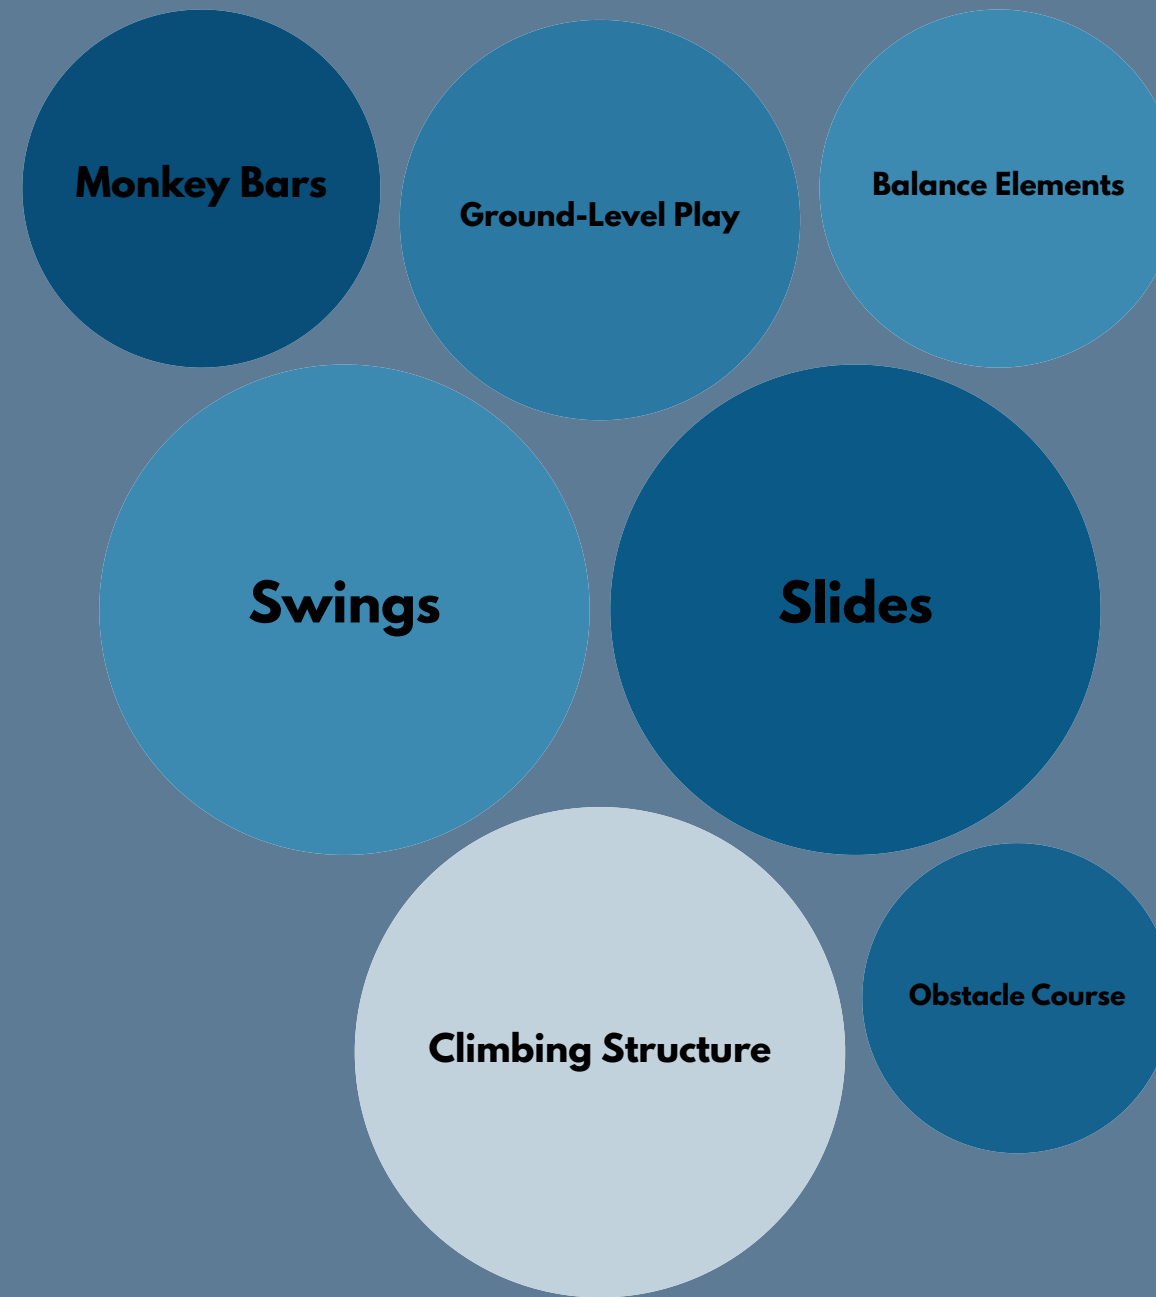 Monkey Bars
Ground-Level Play
Balance Elements
Swings
Slides
Climbing Structure
Obstacle Course